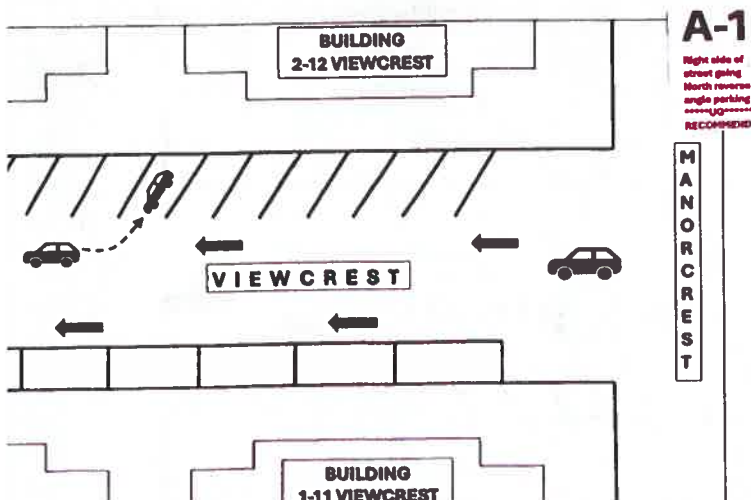 BUILDING
2-12 VIEWCREST
A-1
Right side of
street going
North reverse
angle parking
RECOMMEND
MANORCREST
VIEWCREST
BUILDING
1-11 VIEWCREST